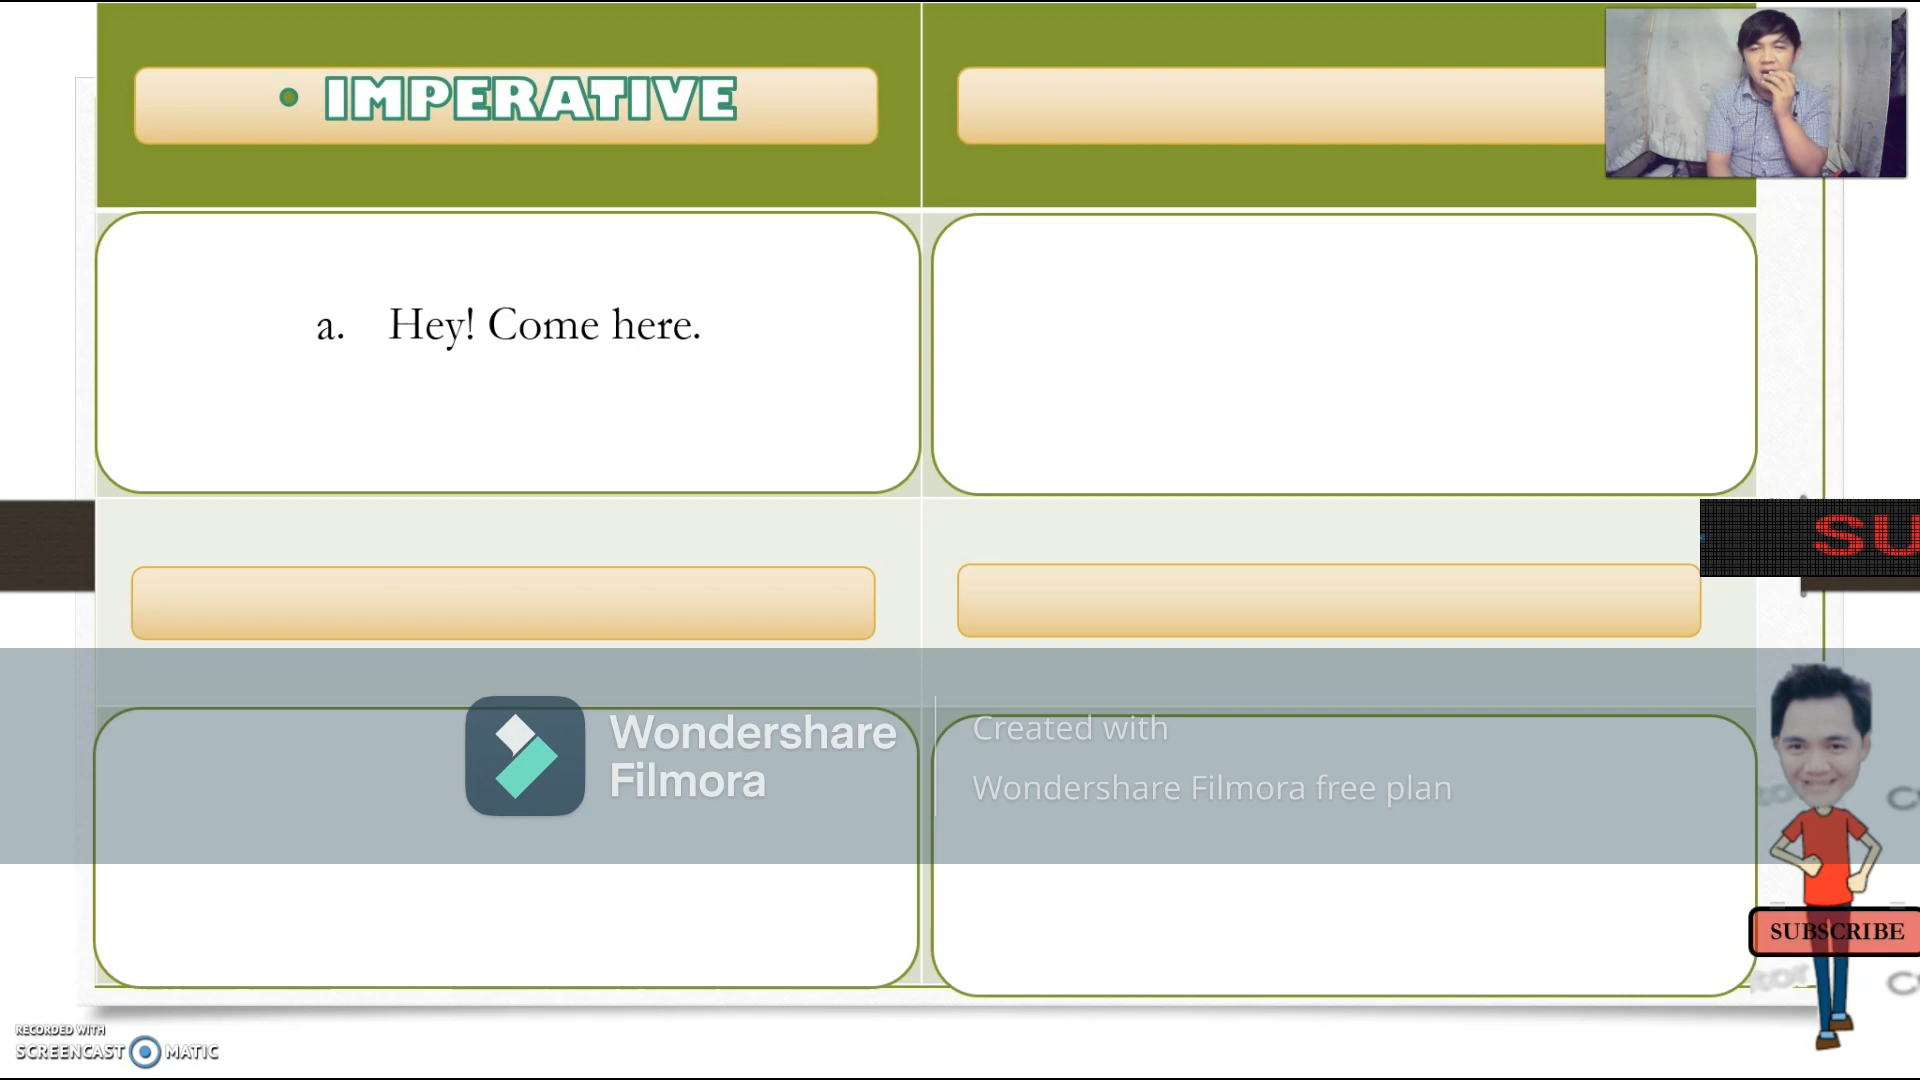 IMPERATIVE
a. Hey! Come here.
SU
Wondershare
Filmora
Created with
Wondershare Filmora free plan
SUBSCRIBE
RECORDED WITH
SCREENCAST MATIC